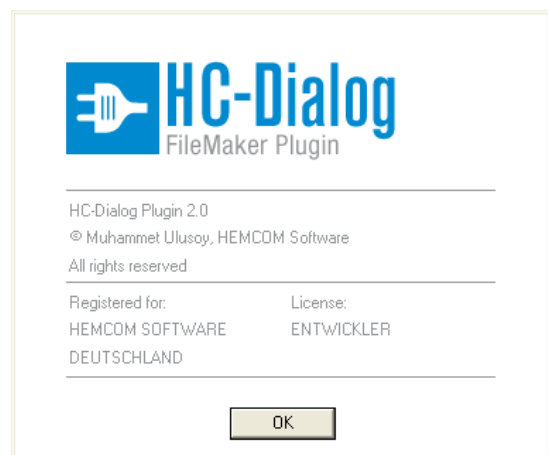 HC-Dialog
FileMaker Plugin
HC-Dialog Plugin 2.0
© Muhammet Ulusoy, HEMCOM Software
All rights reserved
Registered for:
HEMCOM SOFTWARE
DEUTSCHLAND
License:
ENTWICKLER
OK